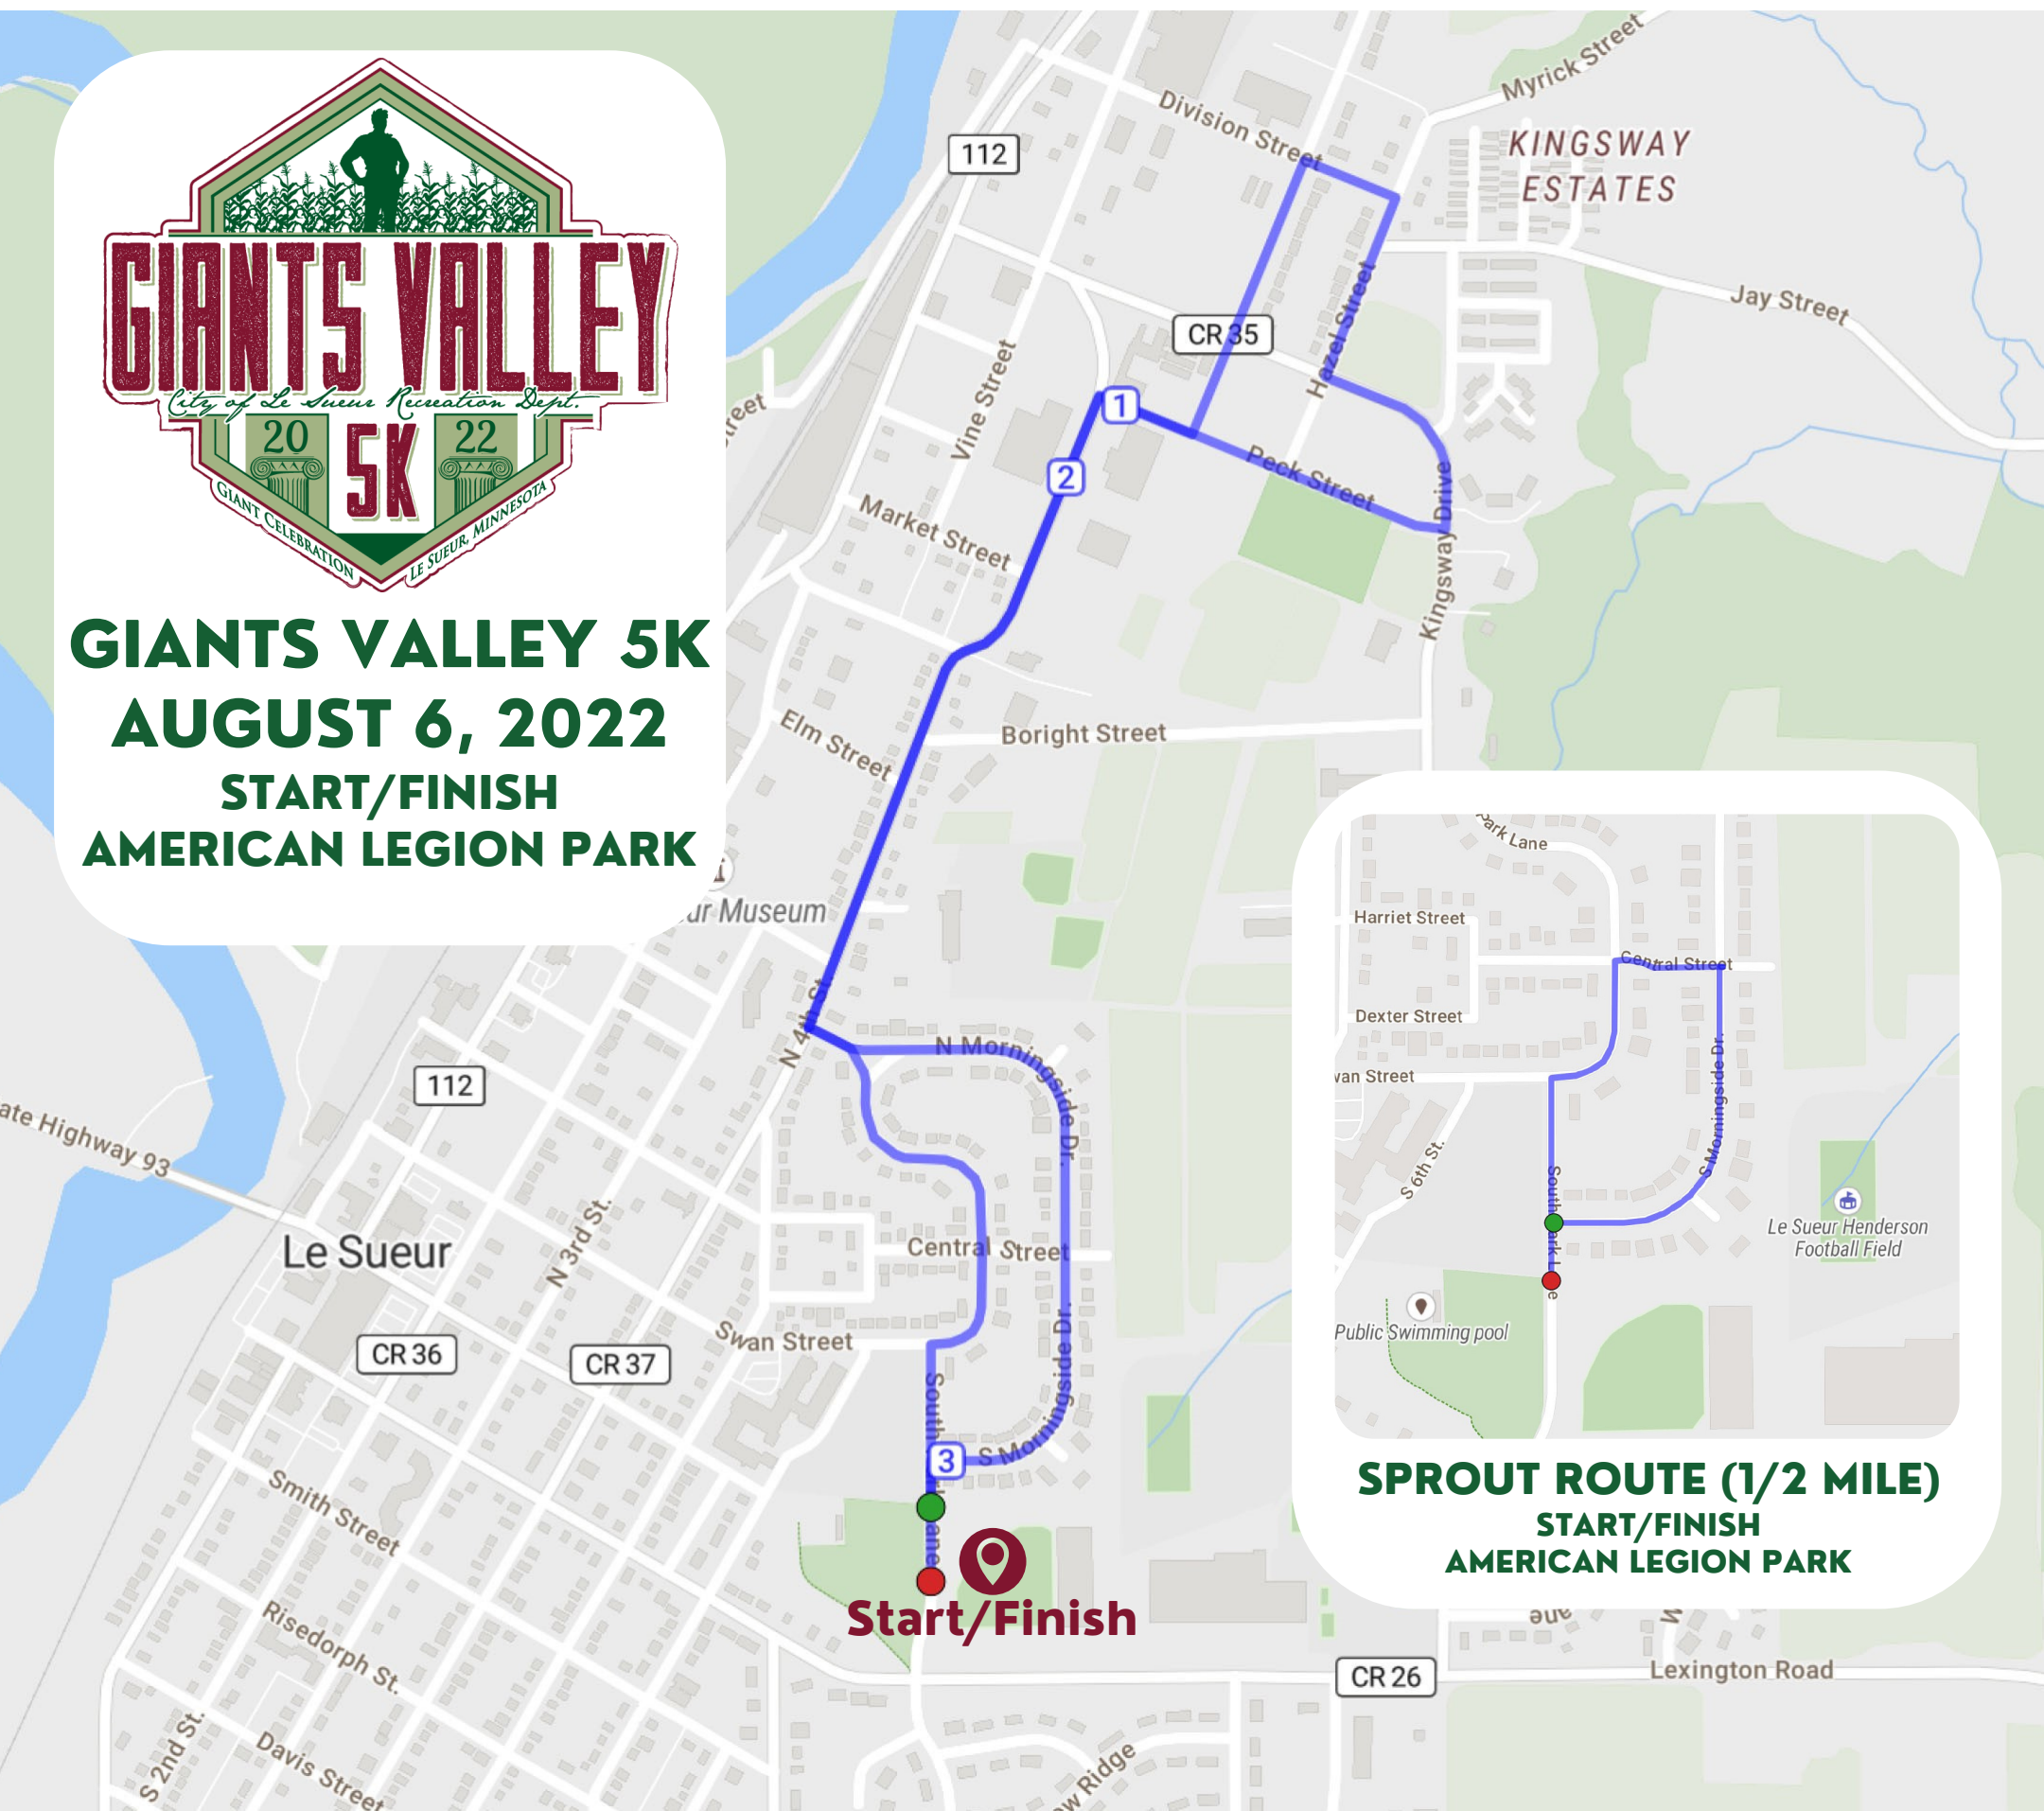 GIANTS VALLEY
City of Le Sueur Recreation Dept.
20 5K 22
GIANT CELEBRATION
LE SUEUR, MINNESOTA
GIANTS VALLEY 5K
AUGUST 6, 2022
START/FINISH
AMERICAN LEGION PARK
Myrick Street
Division Street
112
KINGSWAY
ESTATES
Jay Street
CR 35
Hazel Street
Vine Street
1
2
Peck Street
Market Street
Kingsway Drive
Elm Street
Boright Street
Museum
N 4th St.
N Morningside Dr.
112
ate Highway 93
Le Sueur
N 3rd St.
Central Street
Swan Street
CR 36
CR 37
South
S Morningside Dr.
3
ane
Start/Finish
Smith Street
Risedorph St.
Davis Street
S 2nd St.
CR 26
Lexington Road
Ridge
Park Lane
Harriet Street
Central Street
Dexter Street
wan Street
S 6th St.
S Morningside Dr.
South
Le Sueur Henderson
Football Field
Public Swimming pool
SPROUT ROUTE (1/2 MILE)
START/FINISH
AMERICAN LEGION PARK